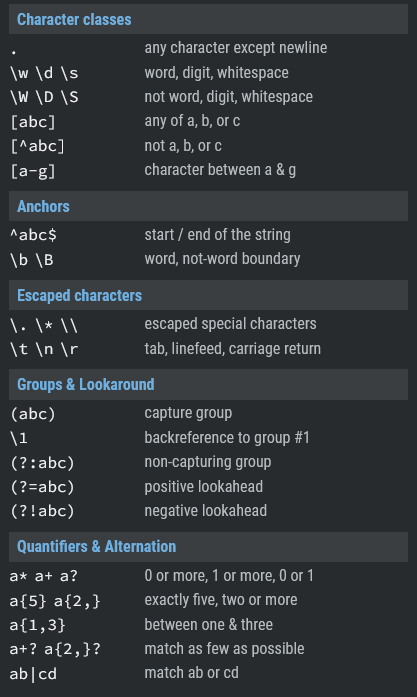 Character classes
. any character except newline
\w \d \s word, digit, whitespace
\W \D \S not word, digit, whitespace
[abc] any of a, b, or c
[^abc] not a, b, or c
[a-g] character between a & g
Anchors
^abc$ start / end of the string
\b \B word, not-word boundary
Escaped characters
\. \* \\ escaped special characters
\t \n \r tab, linefeed, carriage return
Groups & Lookaround
(abc) capture group
\1 backreference to group #1
(?:abc) non-capturing group
(?=abc) positive lookahead
(?!abc) negative lookahead
Quantifiers & Alternation
a* a+ a? 0 or more, 1 or more, 0 or 1
a{5} a{2,} exactly five, two or more
a{1,3} between one & three
a+? a{2,}? match as few as possible
ab|cd match ab or cd